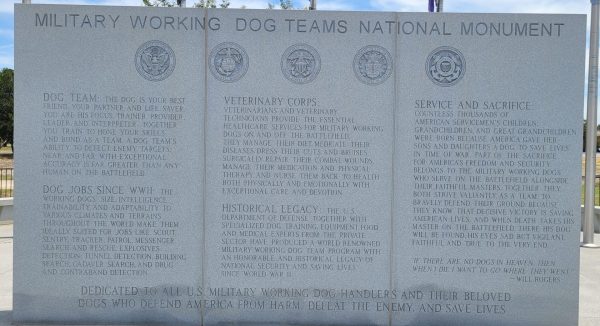 MILITARY WORKING DOG TEAMS NATIONAL MONUMENT
DOG TEAM: THE DOG IS YOUR BEST
FRIEND, YOUR PARTNER AND LIFE SAVER.
YOU ARE HIS FOCUS, TRAINER, PROVIDER,
LEADER, AND INTERPRETER. TOGETHER
YOU TRAIN TO HONE YOUR SKILLS
AND BOND AS A TEAM. A DOG TEAM'S
ABILITY TO DEFEAT ENEMY TARGETS
NEAR AND FAR WITH EXCEPTIONAL
ACCURACY IS FAR GREATER THAN ANY
HUMAN ON THE BATTLEFIELD.
DOG JOBS SINCE WWII: THE
WORKING DOGS' SIZE, INTELLIGENCE,
TRAINABILITY AND ADAPTABILITY TO
VARIOUS CLIMATES AND TERRAINS
THROUGHOUT THE WORLD MAKE THEM
IDEALLY SUITED FOR JOBS LIKE SCOUT,
SENTRY, TRACKER, PATROL, MESSENGER,
SEARCH AND RESCUE, EXPLOSIVES
DETECTION, TUNNEL DETECTION, BUILDING
SEARCH, CADAVER SEARCH, AND DRUG
AND CONTRABAND DETECTION.
VETERINARY CORPS:
VETERINARIANS AND VETERINARY
TECHNICIANS PROVIDE THE ESSENTIAL
HEALTHCARE SERVICES FOR MILITARY WORKING
DOGS ON AND OFF THE BATTLEFIELD.
THEY MANAGE THEIR DIET, MEDICATE THEIR
DISEASES, DRESS THEIR CUTS AND BRUISES,
SURGICALLY REPAIR THEIR COMBAT WOUNDS,
MANAGE THEIR MEDICATION AND PHYSICAL
THERAPY AND NURSE THEM BACK TO HEALTH
BOTH PHYSICALLY AND EMOTIONALLY WITH
EXCEPTIONAL CARE AND DEVOTION.
HISTORICAL LEGACY: THE U.S.
DEPARTMENT OF DEFENSE TOGETHER WITH
SPECIALIZED DOG TRAINING, EQUIPMENT, FOOD
AND MEDICAL EXPERTS FROM THE PRIVATE
SECTOR HAVE PRODUCED A WORLD RENOWNED
MILITARY WORKING DOG TEAM PROGRAM WITH
AN HONORABLE AND HISTORICAL LEGACY OF
NATIONAL SECURITY AND SAVING LIVES
SINCE WORLD WAR II.
SERVICE AND SACRIFICE:
COUNTLESS THOUSANDS OF
AMERICAN SERVICEMEN'S CHILDREN,
GRANDCHILDREN, AND GREAT GRANDCHILDREN
WERE BORN BECAUSE AMERICA GAVE HER
SONS AND DAUGHTERS A DOG TO SAVE LIVES
IN TIME OF WAR. PART OF THE SACRIFICE
FOR AMERICA'S FREEDOM AND SECURITY
BELONGS TO THE MILITARY WORKING DOGS
WHO SERVE ON THE BATTLEFIELD ALONGSIDE
THEIR FAITHFUL MASTERS. TOGETHER THEY
BOTH STRIVE VALIANTLY AS A TEAM TO
BRAVELY DEFEND THEIR GROUND BECAUSE
THEY KNOW THAT DECISIVE VICTORY IS SAVING
AMERICAN LIVES. AND WHEN DEATH TAKES HIS
MASTER ON THE BATTLEFIELD, THERE HIS DOG
WILL BE FOUND, HIS EYES SAD BUT VIGILANT,
FAITHFUL AND TRUE TO THE VERY END.
IF THERE ARE NO DOGS IN HEAVEN, THEN
WHEN I DIE I WANT TO GO WHERE THEY WENT.
—WILL ROGERS
DEDICATED TO ALL U.S. MILITARY WORKING DOG HANDLERS AND THEIR BELOVED
DOGS WHO DEFEND AMERICA FROM HARM, DEFEAT THE ENEMY, AND SAVE LIVES